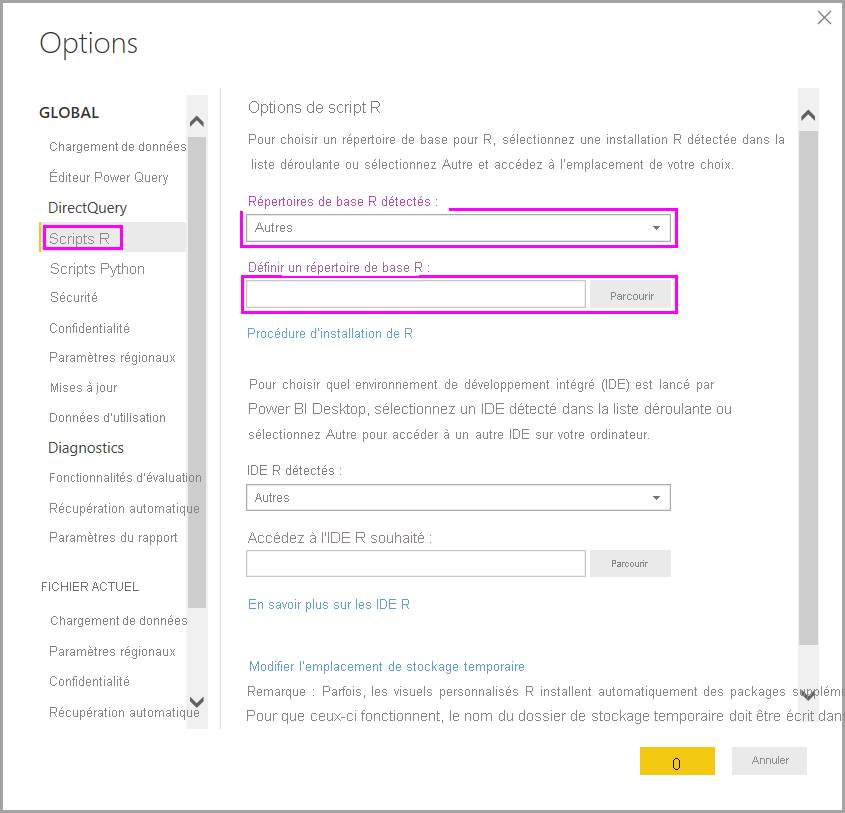 Options
GLOBAL
Chargement de données
Éditeur Power Query
DirectQuery
Scripts R
Scripts Python
Sécurité
Confidentialité
Paramètres régionaux
Mises à jour
Données d'utilisation
Diagnostics
Fonctionnalités d'évaluation
Récupération automatique
Paramètres du rapport
FICHIER ACTUEL
Chargement de données
Paramètres régionaux
Confidentialité
Récupération automatique
Options de script R
Pour choisir un répertoire de base pour R, sélectionnez une installation R détectée dans la
liste déroulante ou sélectionnez Autre et accédez à l'emplacement de votre choix.
Répertoires de base R détectés :
Autres
Définir un répertoire de base R :
Parcourir
Procédure d'installation de R
Pour choisir quel environnement de développement intégré (IDE) est lancé par
Power BI Desktop, sélectionnez un IDE détecté dans la liste déroulante ou
sélectionnez Autre pour accéder à un autre IDE sur votre ordinateur.
IDE R détectés :
Autres
Accédez à l'IDE R souhaité :
Parcourir
En savoir plus sur les IDE R
Modifier l'emplacement de stockage temporaire
Remarque : Parfois, les visuels personnalisés R installent automatiquement des packages
Pour que ceux-ci fonctionnent, le nom du dossier de stockage temporaire doit être écrit
0
Annuler